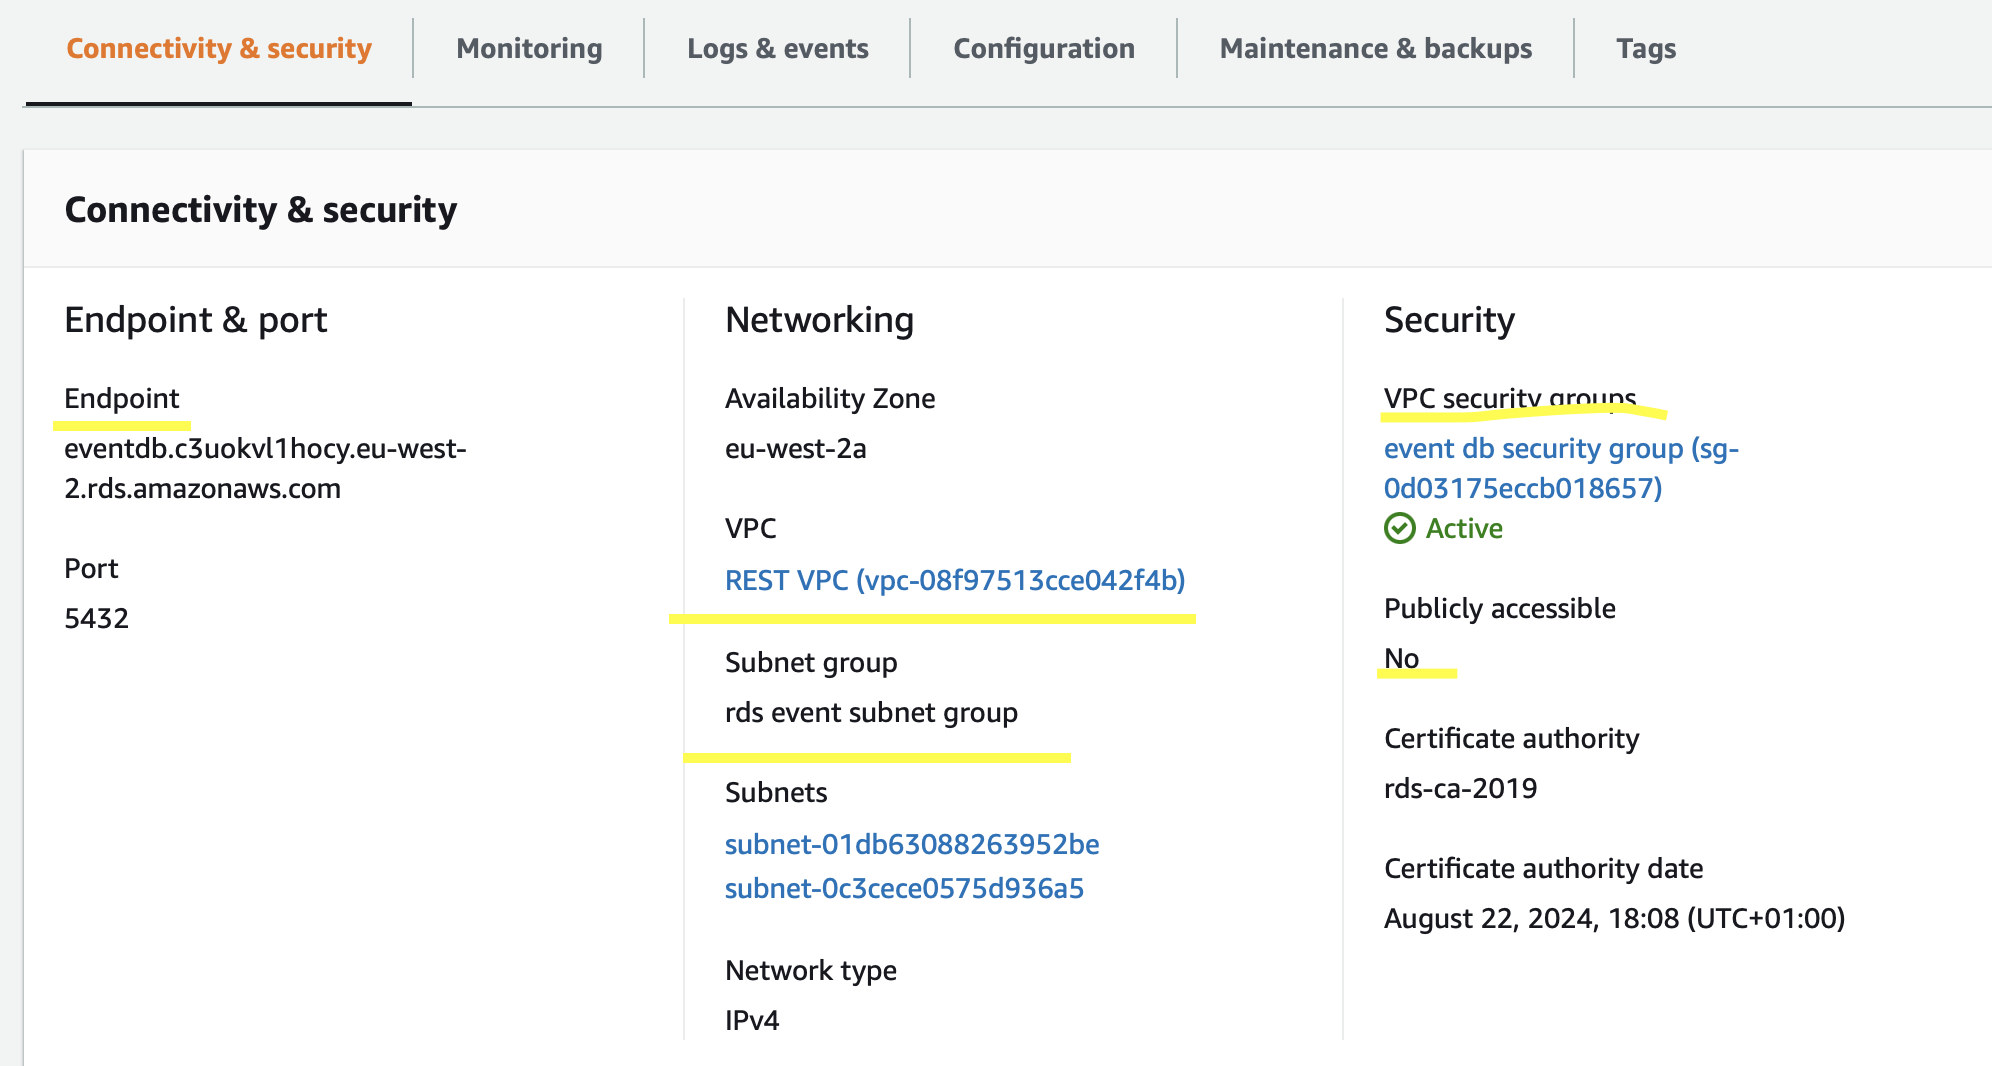 Connectivity & security
Monitoring
Logs & events
Configuration
Maintenance & backups
Tags
Connectivity & security
Endpoint & port
Endpoint
eventdb.c3uokvl1hocy.eu-west-
2.rds.amazonaws.com
Port
5432
Networking
Availability Zone
eu-west-2a
VPC
REST VPC (vpc-08f97513cce042f4b)
Subnet group
rds event subnet group
Subnets
subnet-01db63088263952be
subnet-0c3cece0575d936a5
Network type
IPv4
Security
VPC security groups
event db security group (sg-
0d03175eccb018657)
Active
Publicly accessible
No
Certificate authority
rds-ca-2019
Certificate authority date
August 22, 2024, 18:08 (UTC+01:00)